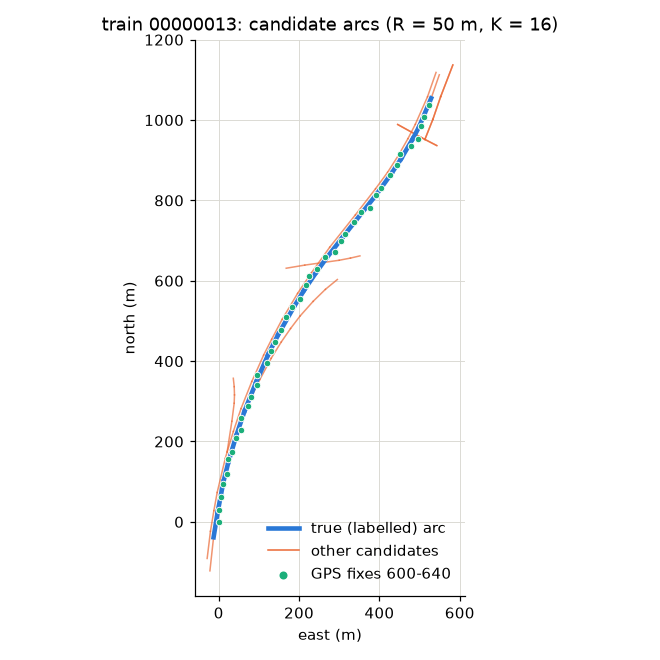 train 00000013: candidate arcs (R = 50 m, K = 16)
1200
1000
800
600
400
200
0
north (m)
true (labelled) arc
other candidates
GPS fixes 600-640
0 200 400 600
east (m)